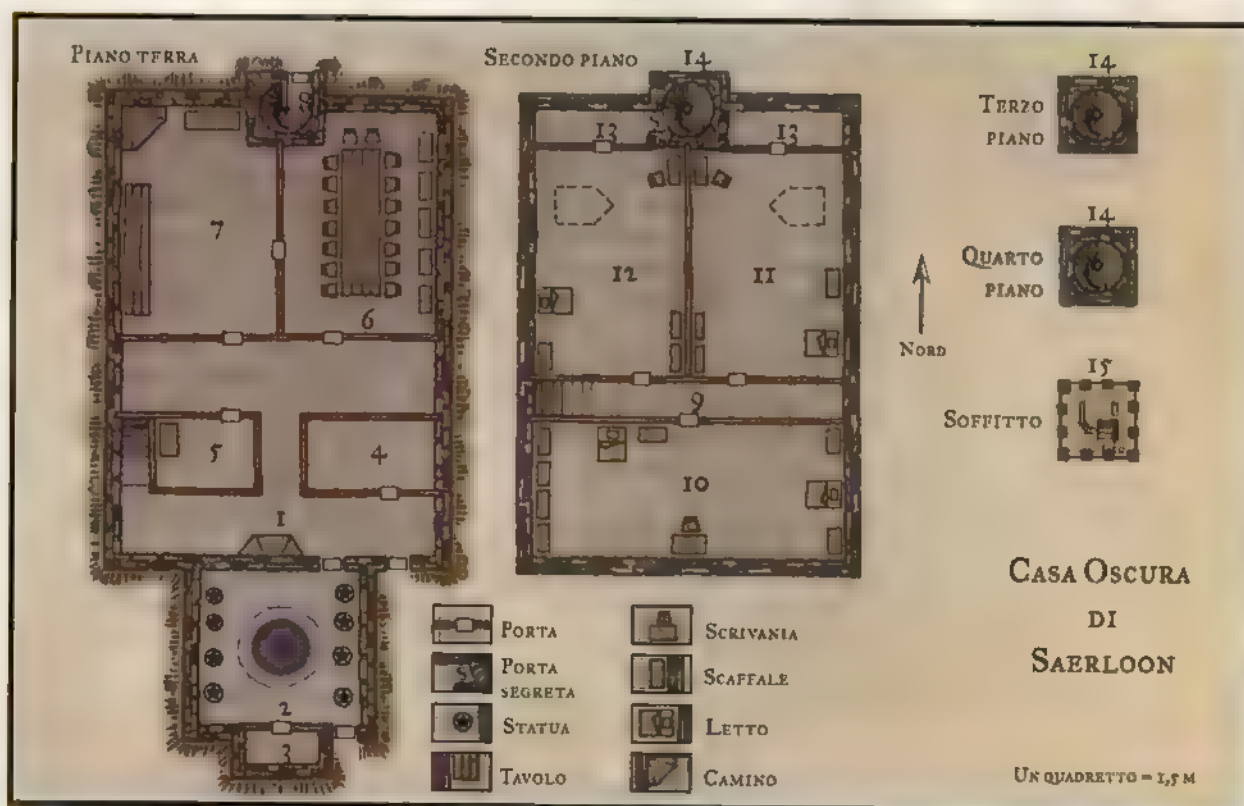 PIANO TERRA
8
7
6
5
4
1
2
3
SECONDO PIANO
14
13
13
12
11
9
10
NORD
14
TERZO
PIANO
14
QUARTO
PIANO
15
SOFFITTO
CASA OSCURA
DI
SAERLOON
PORTA
PORTA
SEGRETA
STATUA
TAVOLO
SCRIVANIA
SCAFFALE
LETTO
CAMINO
UN QUADRETTO = 1,5 M